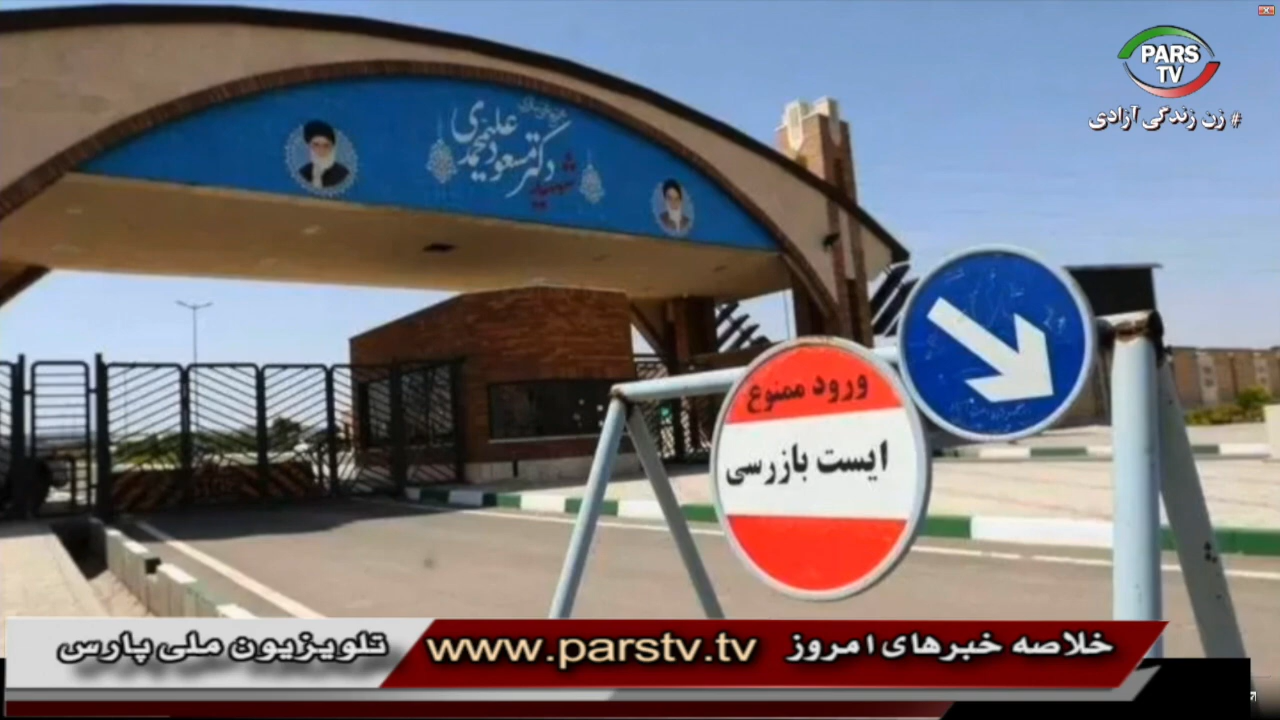 PARS
TV
# زن زندگی آزادی
شهید
دکتر مسعود
علیمحمدی
ورود ممنوع
ایست بازرسی
خلاصه خبرهای امروز www.parstv.tv تلویزیون ملی پارس